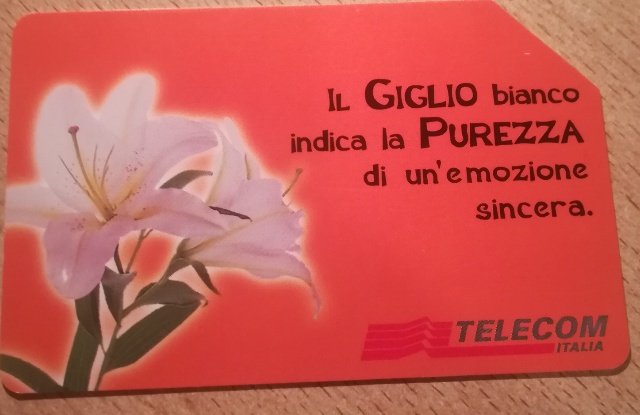 IL GIGLIO bianco
indica la PUREZZA
di un'emozione
sincera.
TELECOM
ITALIA